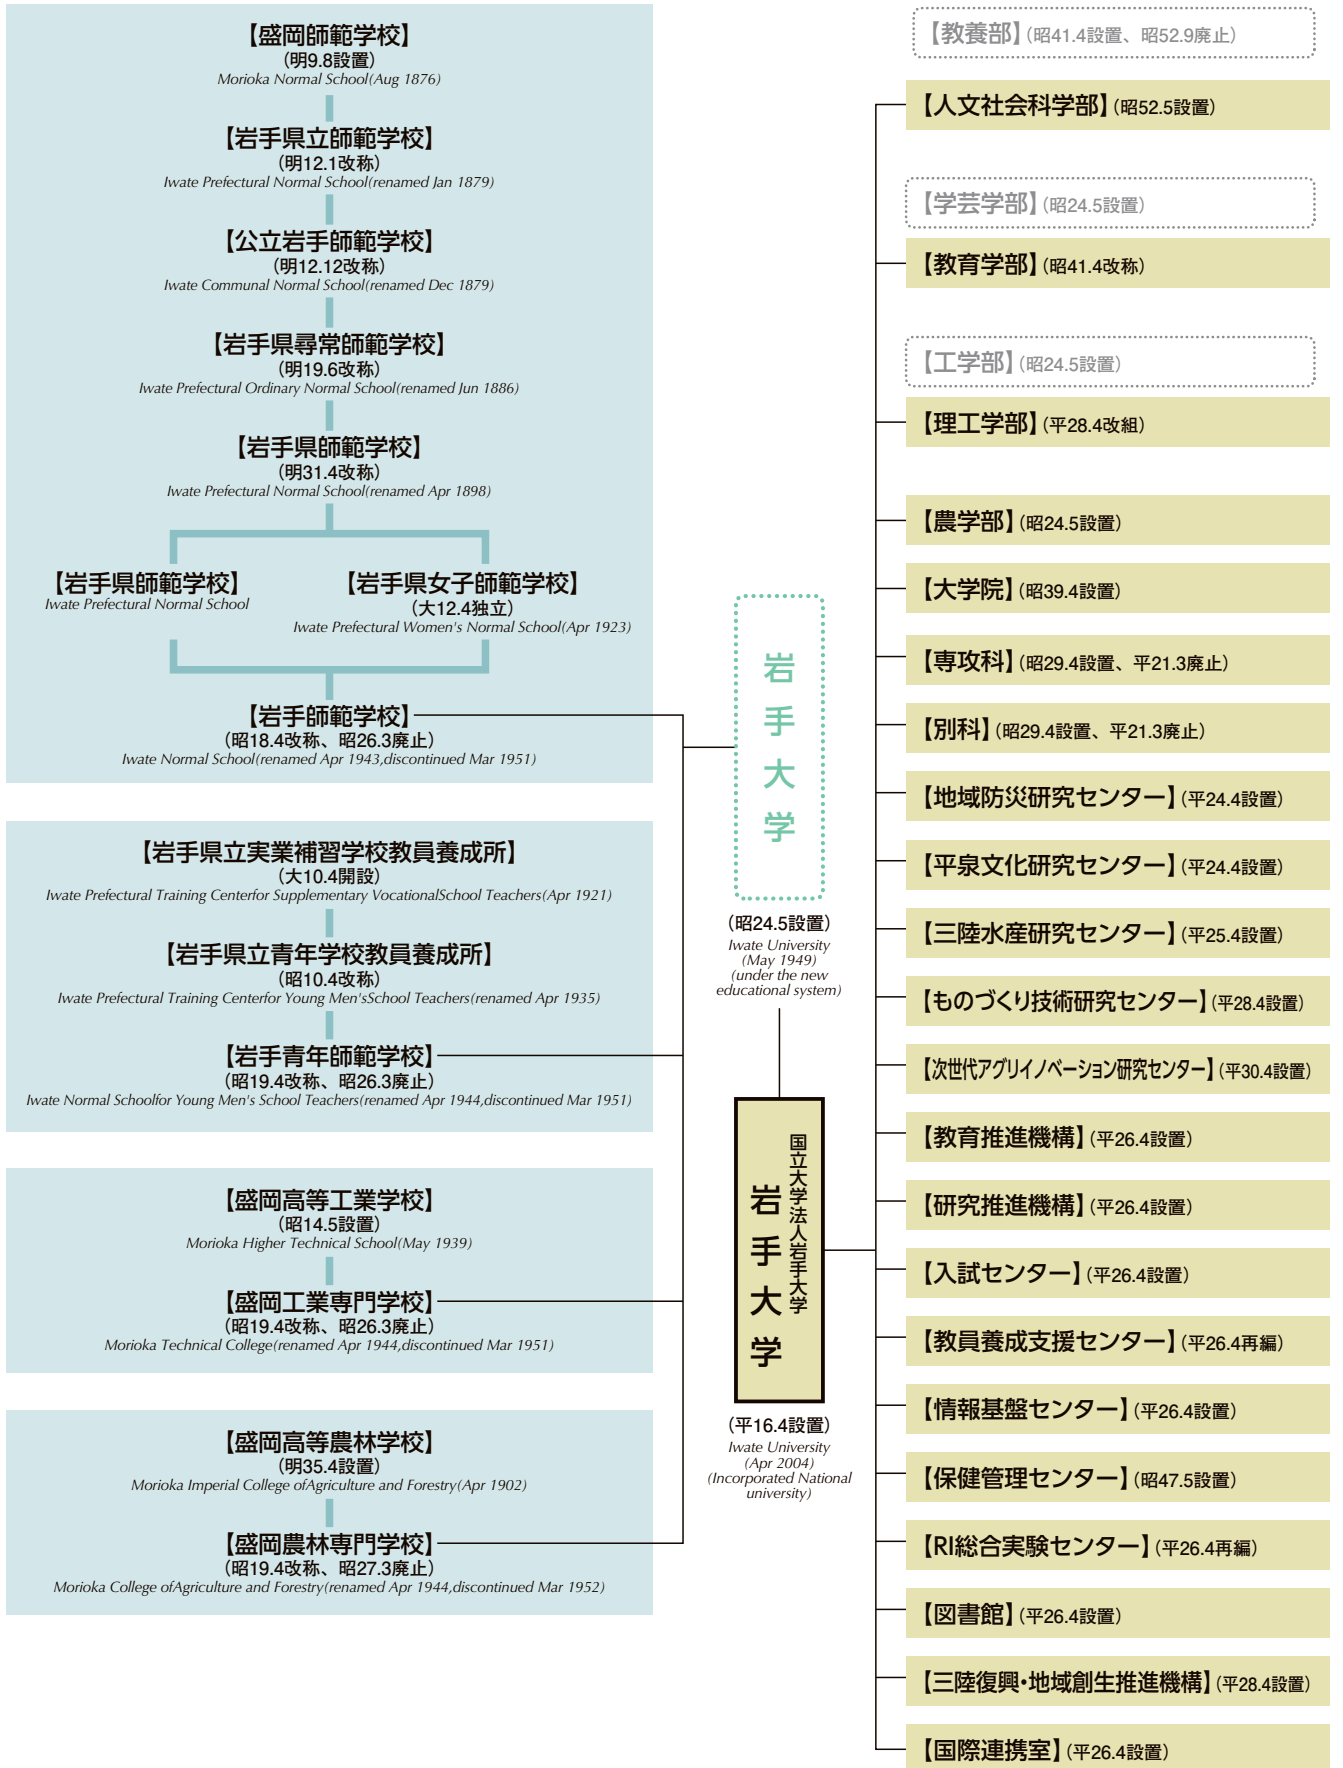 【盛岡師範学校】
(明9.8設置)
Morioka Normal School(Aug 1876)
【岩手県立師範学校】
(明12.1改称)
Iwate Prefectural Normal School(renamed Jan 1879)
【公立岩手師範学校】
(明12.12改称)
Iwate Communal Normal School(renamed Dec 1879)
【岩手県尋常師範学校】
(明19.6改称)
Iwate Prefectural Ordinary Normal School(renamed Jun 1886)
【岩手県師範学校】
(明31.4改称)
Iwate Prefectural Normal School(renamed Apr 1898)
【岩手県師範学校】
Iwate Prefectural Normal School
【岩手県女子師範学校】
(大12.4独立)
Iwate Prefectural Women's Normal School(Apr 1923)
【岩手師範学校】
(昭18.4改称、昭26.3廃止)
Iwate Normal School(renamed Apr 1943,discontinued Mar 1951)
【岩手県立実業補習学校教員養成所】
(大10.4開設)
Iwate Prefectural Training Centerfor Supplementary VocationalSchool Teachers(Apr 1921)
【岩手県立青年学校教員養成所】
(昭10.4改称)
Iwate Prefectural Training Centerfor Young Men'sSchool Teachers(renamed Apr 1935)
【岩手青年師範学校】
(昭19.4改称、昭26.3廃止)
Iwate Normal Schoolfor Young Men's School Teachers(renamed Apr 1944,discontinued Mar 1951)
【盛岡高等工業学校】
(昭14.5設置)
Morioka Higher Technical School(May 1939)
【盛岡工業専門学校】
(昭19.4改称、昭26.3廃止)
Morioka Technical College(renamed Apr 1944,discontinued Mar 1951)
【盛岡高等農林学校】
(明35.4設置)
Morioka Imperial College ofAgriculture and Forestry(Apr 1902)
【盛岡農林専門学校】
(昭19.4改称、昭27.3廃止)
Morioka College ofAgriculture and Forestry(renamed Apr 1944,discontinued Mar 1952)
岩手大学
(昭24.5設置)
Iwate University
(May 1949)
(under the new
educational system)
国立大学法人岩手大学
岩手大学
(平16.4設置)
Iwate University
(Apr 2004)
(Incorporated National
university)
【教養部】(昭41.4設置、昭52.9廃止)
【人文社会科学部】(昭52.5設置)
【学芸学部】(昭24.5設置)
【教育学部】(昭41.4改称)
【工学部】(昭24.5設置)
【理工学部】(平28.4改組)
【農学部】(昭24.5設置)
【大学院】(昭39.4設置)
【専攻科】(昭29.4設置、平21.3廃止)
【別科】(昭29.4設置、平21.3廃止)
【地域防災研究センター】(平24.4設置)
【平泉文化研究センター】(平24.4設置)
【三陸水産研究センター】(平25.4設置)
【ものづくり技術研究センター】(平28.4設置)
【次世代アグリイノベーション研究センター】(平30.4設置)
【教育推進機構】(平26.4設置)
【研究推進機構】(平26.4設置)
【入試センター】(平26.4設置)
【教員養成支援センター】(平26.4再編)
【情報基盤センター】(平26.4設置)
【保健管理センター】(昭47.5設置)
【RI総合実験センター】(平26.4再編)
【図書館】(平26.4設置)
【三陸復興・地域創生推進機構】(平28.4設置)
【国際連携室】(平26.4設置)